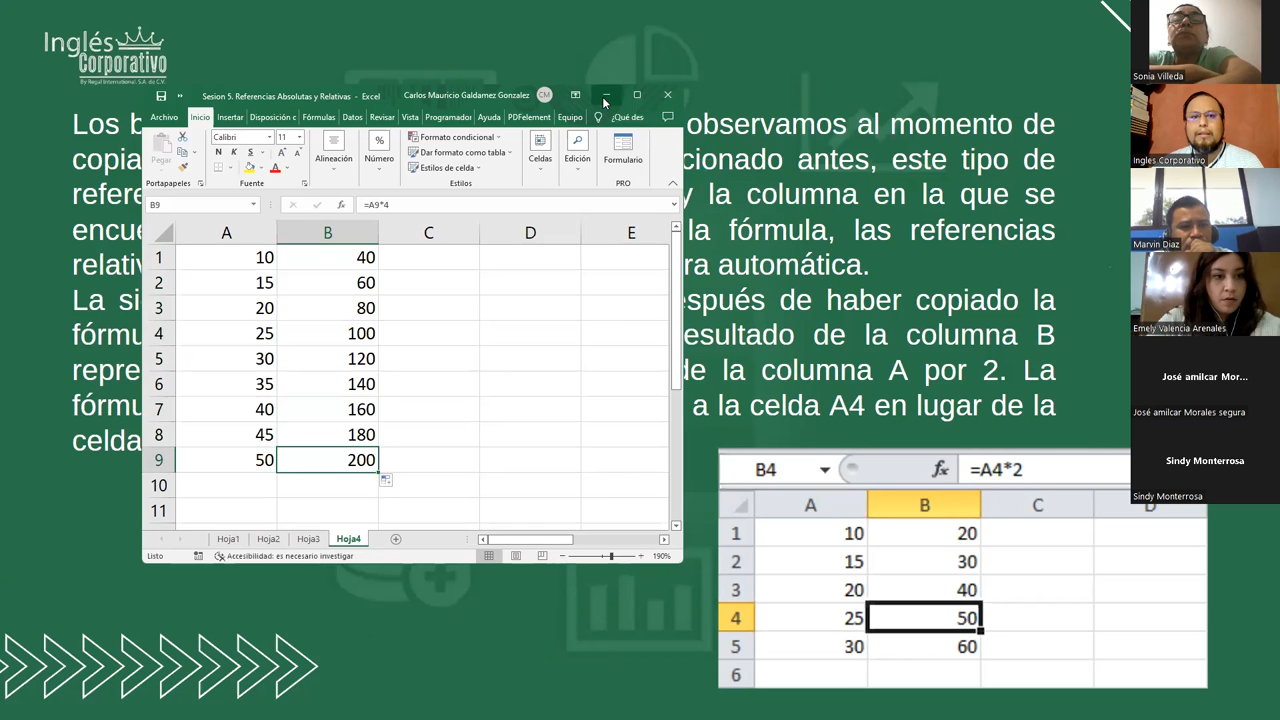 Inglés
Corporativo
By Regal International, S.A. de C.V.
Los b
observamos al momento de
copia
cionado antes, este tipo de
refere
y la columna en la que se
encue
la fórmula, las referencias
relativ
ra automática.
La si
espués de haber copiado la
fórmu
resultado de la columna B
repre
de la columna A por 2. La
fórmu
a la celda A4 en lugar de la
celda
Sesion 5. Referencias Absolutas y Relativas - Excel
Carlos Mauricio Galdamez Gonzalez
CM
Archivo
Inicio
Insertar
Disposición c
Fórmulas
Datos
Revisar
Vista
Programador
Ayuda
PDFelement
Equipo
¿Qué des
Pegar
Calibri
11
N K S
Alineación
Número
Formato condicional
Dar formato como tabla
Estilos de celda
Celdas
Edición
Formulario
Portapapeles
Fuente
Estilos
PRO
B9
fx
=A9*4
A B C D E
1 10 40
2 15 60
3 20 80
4 25 100
5 30 120
6 35 140
7 40 160
8 45 180
9 50 200
10
11
Hoja1 Hoja2 Hoja3 Hoja4
Listo
Accesibilidad: es necesario investigar
190%
B4
fx
=A4*2
A B C D
1 10 20
2 15 30
3 20 40
4 25 50
5 30 60
6
Sonia Villeda
Ingles Corporativo
Marvin Diaz
Emely Valencia Arenales
José amilcar Mor...
José amilcar Morales segura
Sindy Monterrosa
Sindy Monterrosa